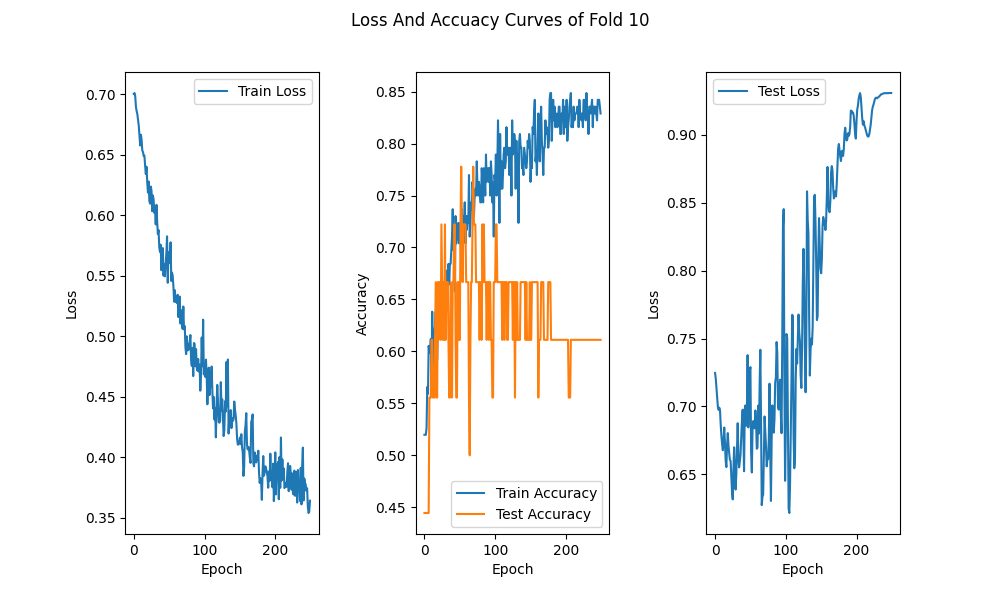 Loss And Accuacy Curves of Fold 10
Train Loss
0.70
0.65
0.60
0.55
0.50
0.45
0.40
0.35
Loss
0 100 200
Epoch
0.85
0.80
0.75
0.70
0.65
0.60
0.55
0.50
0.45
Accuracy
Train Accuracy
Test Accuracy
0 100 200
Epoch
Test Loss
0.90
0.85
0.80
0.75
0.70
0.65
Loss
0 100 200
Epoch